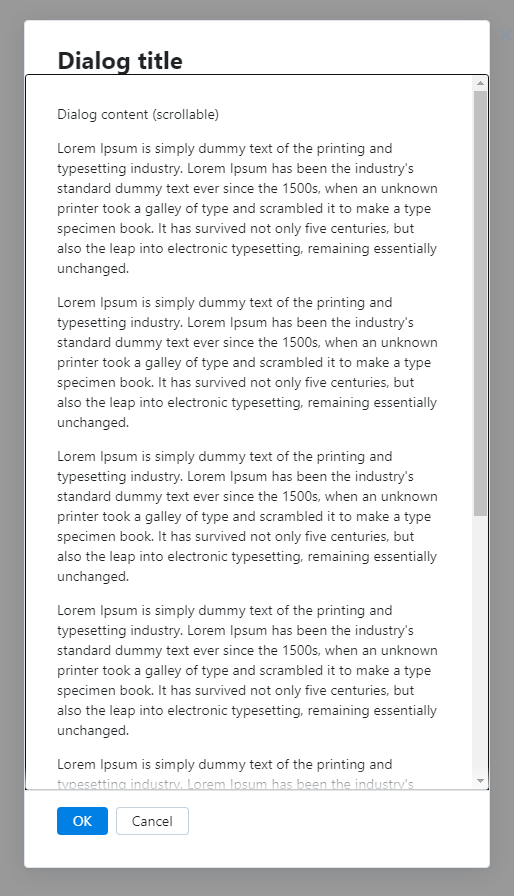 Dialog title
Dialog content (scrollable)
Lorem Ipsum is simply dummy text of the printing and
typesetting industry. Lorem Ipsum has been the industry's
standard dummy text ever since the 1500s, when an unknown
printer took a galley of type and scrambled it to make a type
specimen book. It has survived not only five centuries, but
also the leap into electronic typesetting, remaining essentially
unchanged.
Lorem Ipsum is simply dummy text of the printing and
typesetting industry. Lorem Ipsum has been the industry's
standard dummy text ever since the 1500s, when an unknown
printer took a galley of type and scrambled it to make a type
specimen book. It has survived not only five centuries, but
also the leap into electronic typesetting, remaining essentially
unchanged.
Lorem Ipsum is simply dummy text of the printing and
typesetting industry. Lorem Ipsum has been the industry's
standard dummy text ever since the 1500s, when an unknown
printer took a galley of type and scrambled it to make a type
specimen book. It has survived not only five centuries, but
also the leap into electronic typesetting, remaining essentially
unchanged.
Lorem Ipsum is simply dummy text of the printing and
typesetting industry. Lorem Ipsum has been the industry's
standard dummy text ever since the 1500s, when an unknown
printer took a galley of type and scrambled it to make a type
specimen book. It has survived not only five centuries, but
also the leap into electronic typesetting, remaining essentially
unchanged.
Lorem Ipsum is simply dummy text of the printing and
typesetting industry. Lorem Ipsum has been the industry's
OK
Cancel